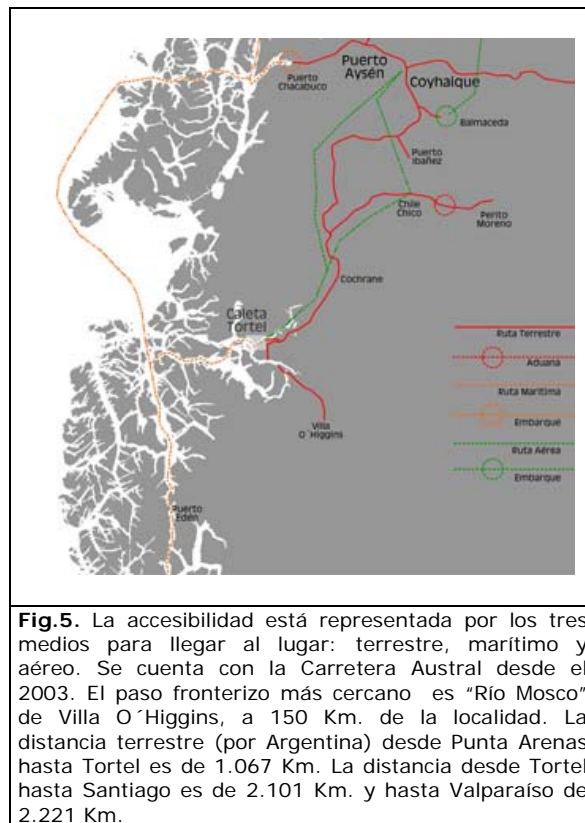 Puerto
Aysén
Coyhaique
Puerto
Chacabuco
Balmaceda
Puerto
Ibañez
Chile
Chico
Perito
Moreno
Cochrane
Caleta
Tortel
Villa
O´Higgins
Puerto
Edén
Ruta Terrestre
Aduana
Ruta Marítima
Embarque
Ruta Aérea
Embarque
Fig.5. La accesibilidad está representada por los tres
medios para llegar al lugar: terrestre, marítimo y
aéreo. Se cuenta con la Carretera Austral desde el
2003. El paso fronterizo más cercano es “Río Mosco”
de Villa O´Higgins, a 150 Km. de la localidad. La
distancia terrestre (por Argentina) desde Punta Arenas
hasta Tortel es de 1.067 Km. La distancia desde Tortel
hasta Santiago es de 2.101 Km. y hasta Valparaíso de
2.221 Km.